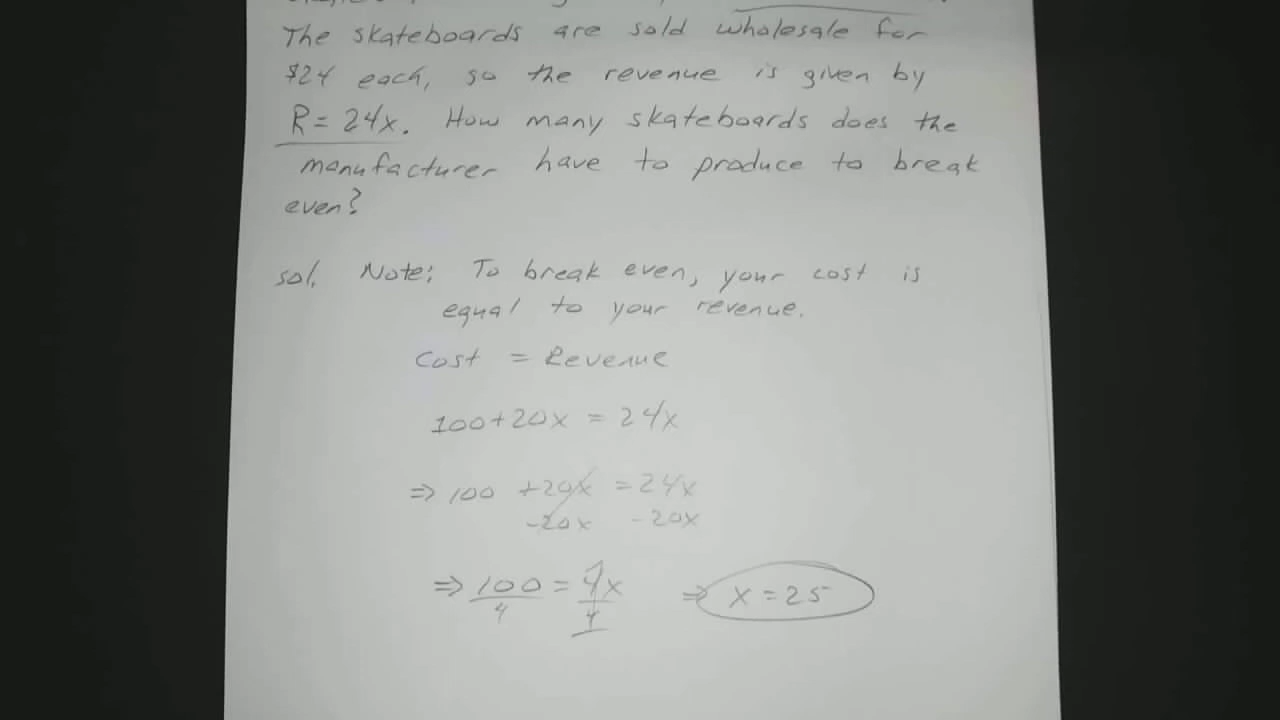 The skateboards are sold wholesale for
$24 each, so the revenue is given by
R = 24x. How many skateboards does the
manufacturer have to produce to break
even?
sol. Note: To break even, your cost is
equal to your revenue.
Cost = Revenue
100+20x = 24x
⇒ 100 +20x = 24x
-20x -20x
⇒ 100 = 4x ⇒ x = 25
4 4